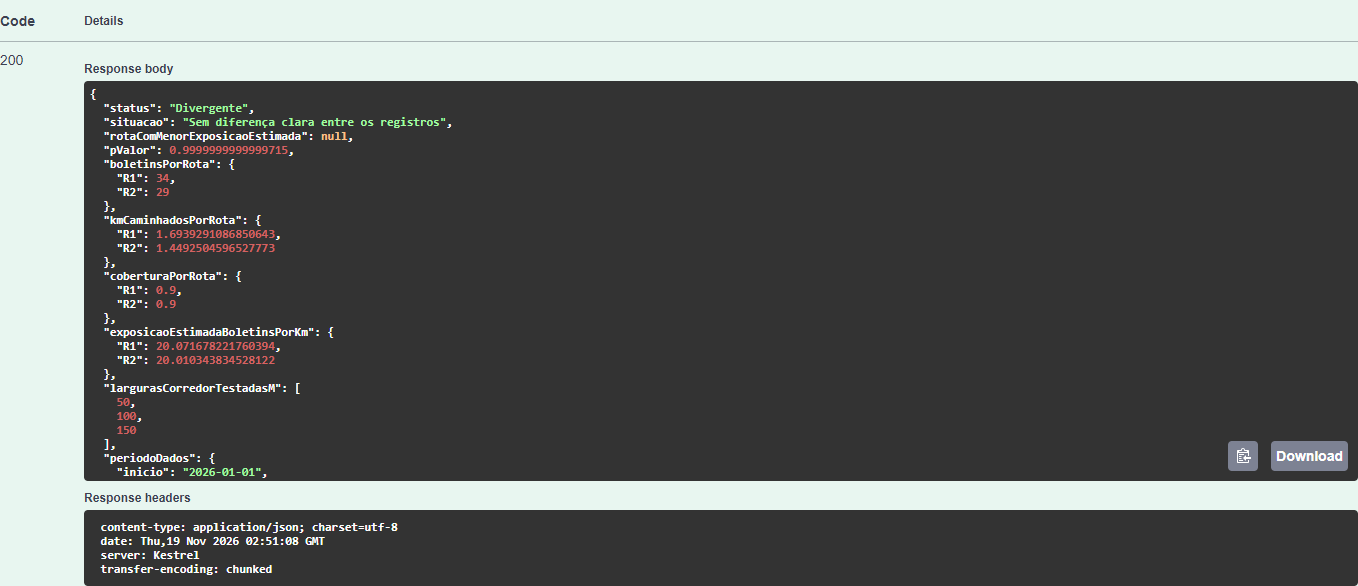 Code Details
200
Response body
{
"status": "Divergente",
"situacao": "Sem diferença clara entre os registros",
"rotaComMenorExposicaoEstimada": null,
"pValor": 0.9999999999999715,
"boletinsPorRota": {
"R1": 34,
"R2": 29
},
"kmCaminhadosPorRota": {
"R1": 1.6939291086850643,
"R2": 1.4492504596527773
},
"coberturaPorRota": {
"R1": 0.9,
"R2": 0.9
},
"exposicaoEstimadaBoletinsPorKm": {
"R1": 20.071678221760394,
"R2": 20.010343834528122
},
"largurasCorredorTestadasM": [
50,
100,
150
],
"periodoDados": {
"inicio": "2026-01-01",
Download
Response headers
content-type: application/json; charset=utf-8
date: Thu,19 Nov 2026 02:51:08 GMT
server: Kestrel
transfer-encoding: chunked